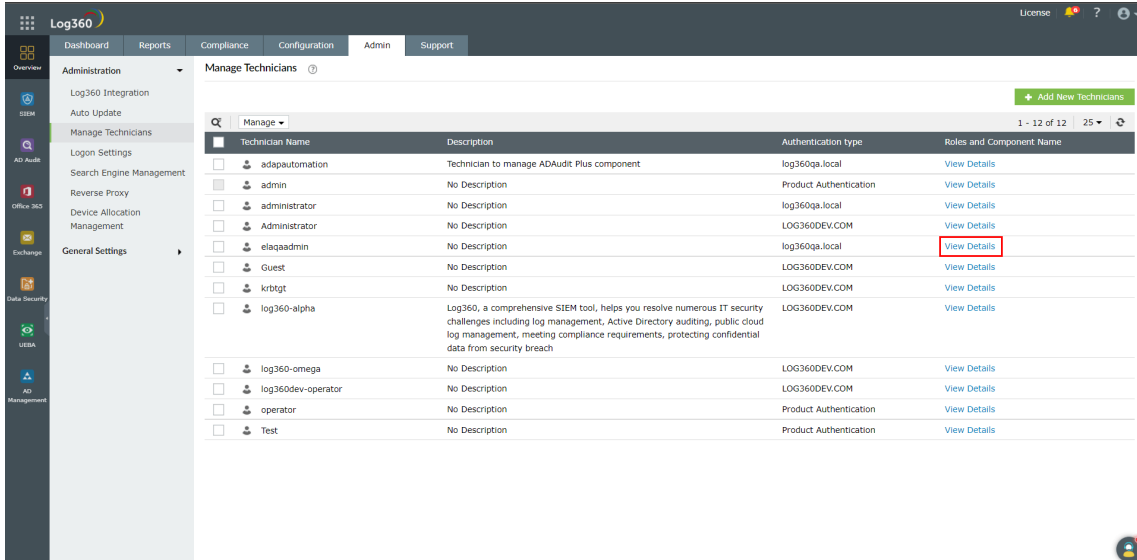 License 6 ?
Log360
Dashboard Reports Compliance Configuration Admin Support
Overview
SIEM
AD Audit
Office 365
Exchange
Data Security
UEBA
AD
Management
Administration
Log360 Integration
Auto Update
Manage Technicians
Logon Settings
Search Engine Management
Reverse Proxy
Device Allocation
Management
General Settings
Manage Technicians ?
+ Add New Technicians
Manage 1 - 12 of 12 25
Technician Name Description Authentication type Roles and Component Name
adapautomation Technician to manage ADAudit Plus component log360qa.local View Details
admin No Description Product Authentication View Details
administrator No Description log360qa.local View Details
Administrator No Description LOG360DEV.COM View Details
elaqaadmin No Description log360qa.local View Details
Guest No Description LOG360DEV.COM View Details
krbtgt No Description LOG360DEV.COM View Details
log360-alpha Log360, a comprehensive SIEM tool, helps you resolve numerous IT security LOG360DEV.COM View Details
challenges including log management, Active Directory auditing, public cloud
log management, meeting compliance requirements, protecting confidential
data from security breach
log360-omega No Description LOG360DEV.COM View Details
log360dev-operator No Description LOG360DEV.COM View Details
operator No Description Product Authentication View Details
Test No Description Product Authentication View Details